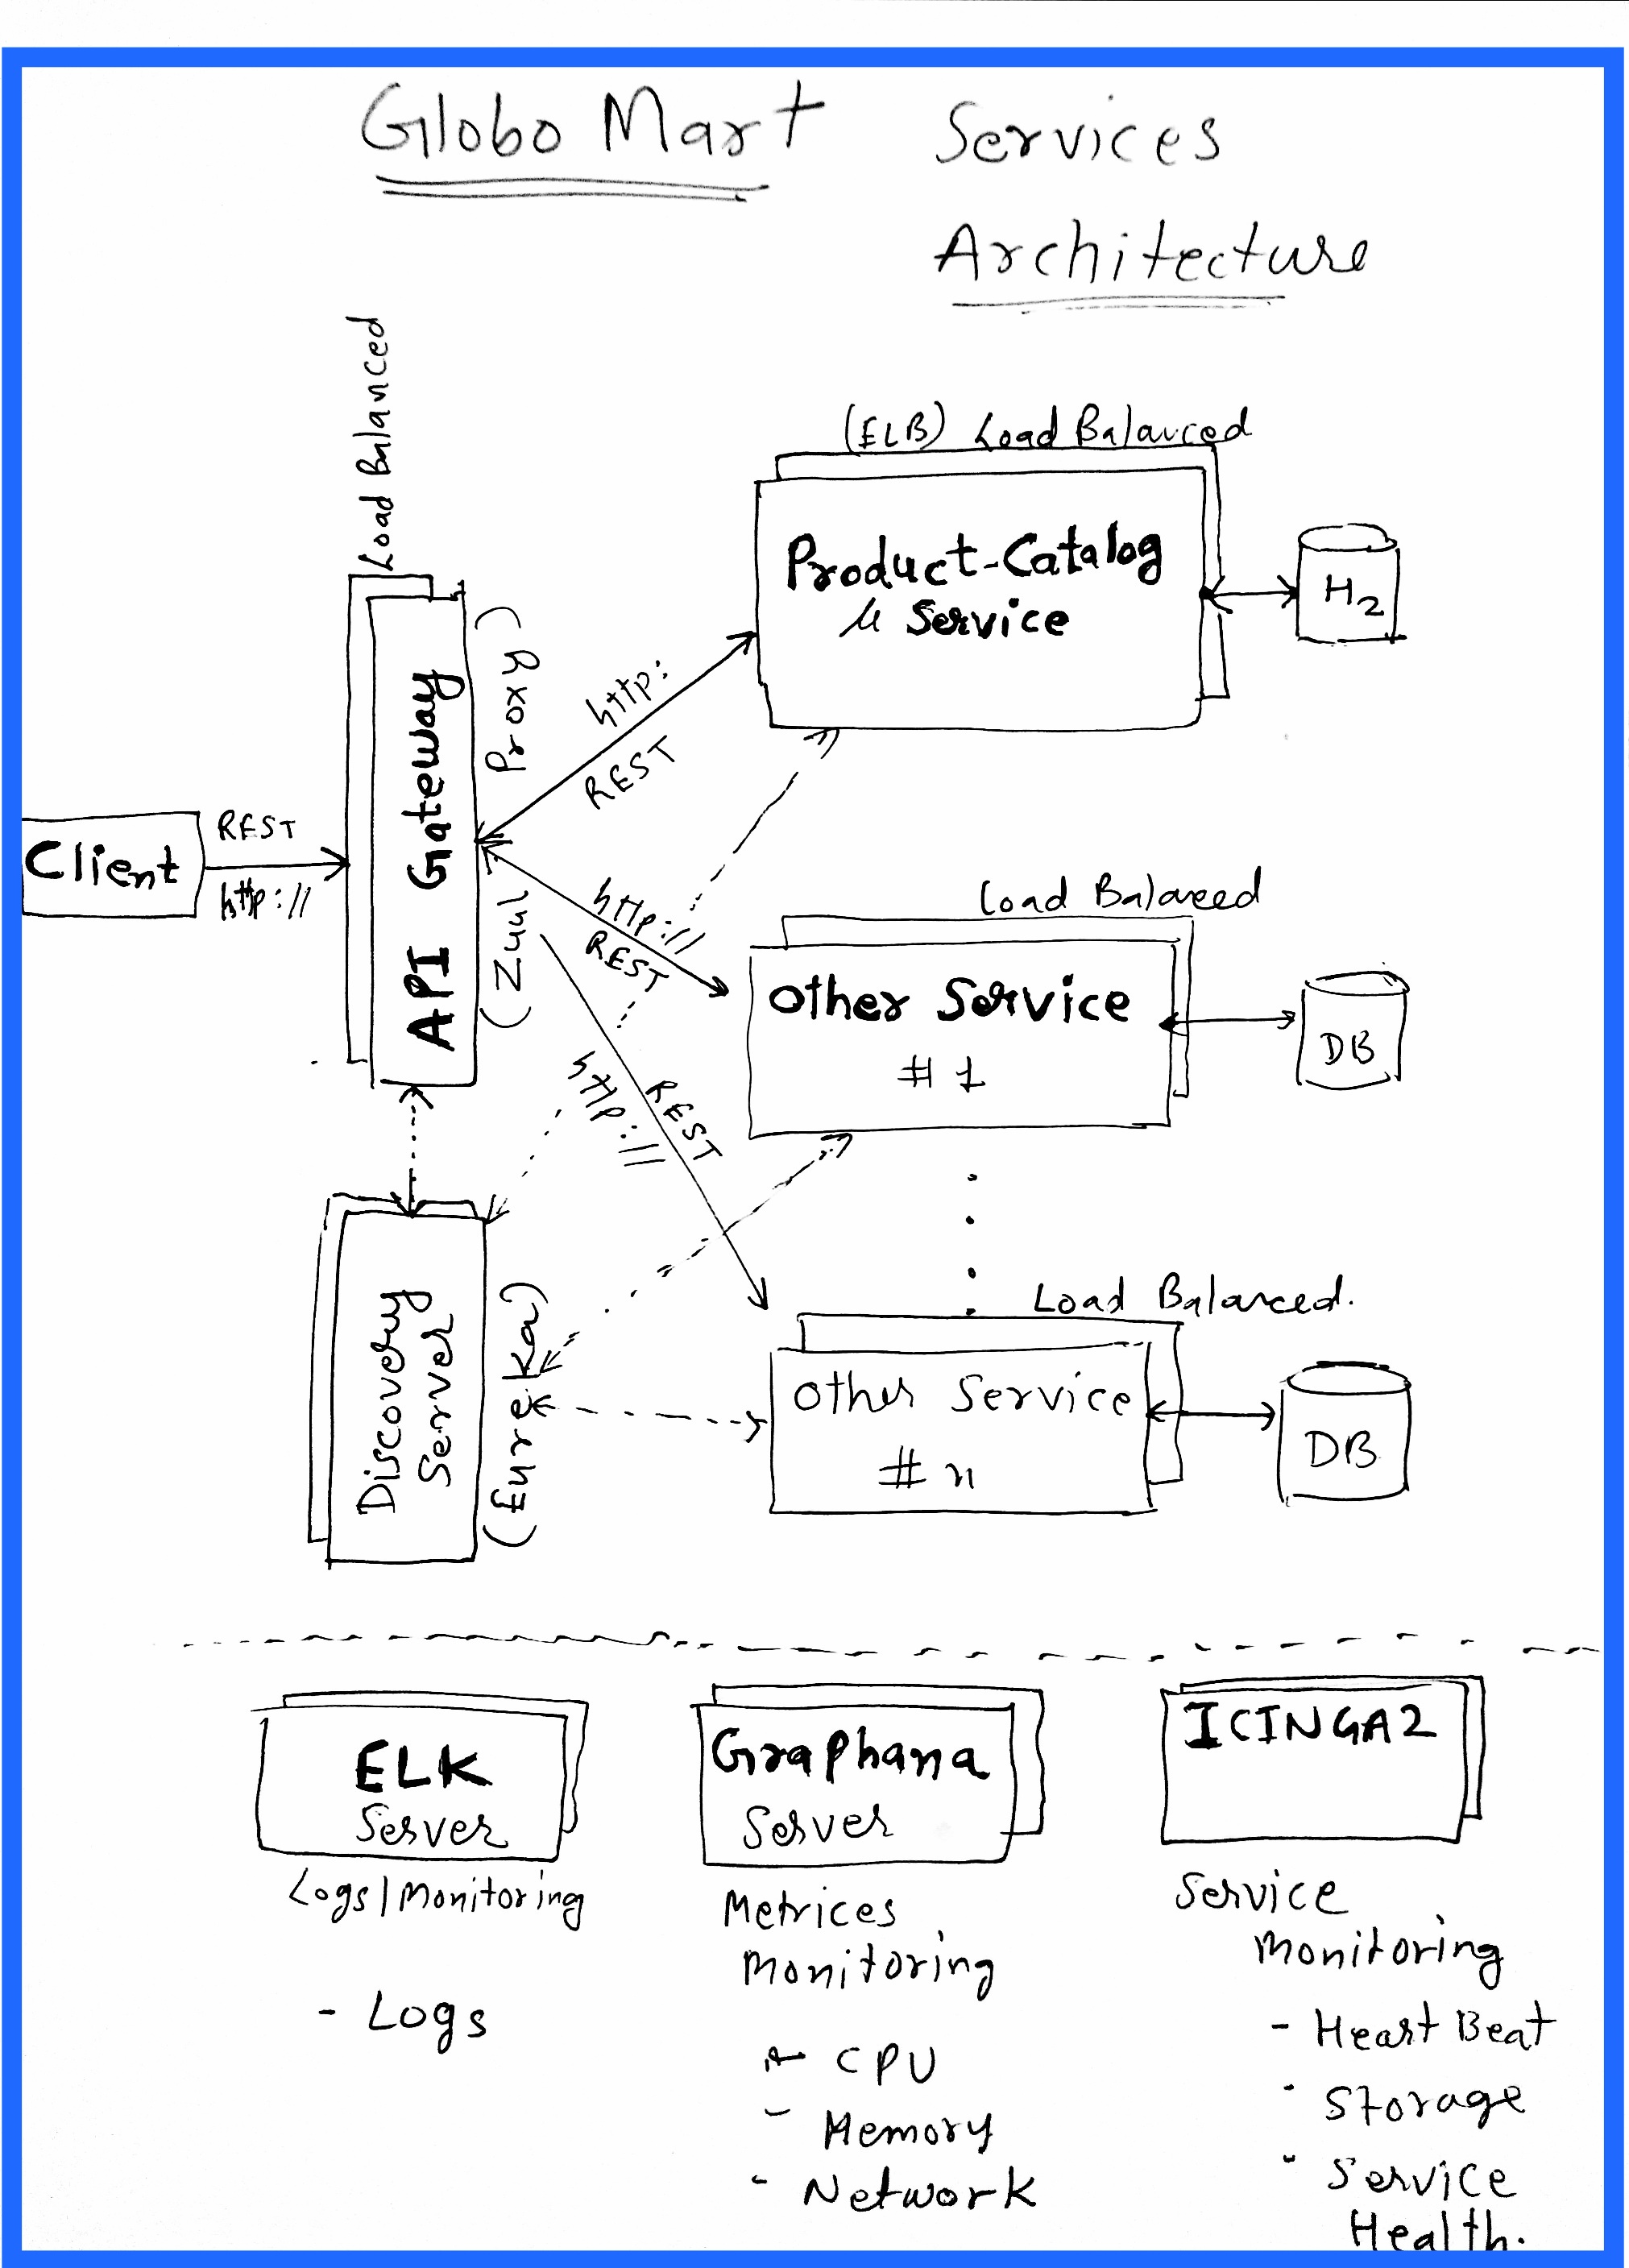 Globo Mart Services
Architecture
Load Balanced
(ELB) Load Balanced
Product-Catalog
μ Service
H2
API Gateway
(Zuul Proxy)
http:
REST
Client
REST
http://
http://
REST
Load Balanced
Other Service
# 1
DB
http://
REST
Discovery
Server
(Eureka)
Load Balanced.
Other Service
# n
DB
ELK
Server
Logs/Monitoring
- Logs
Graphana
Server
Metrices
Monitoring
- CPU
- Memory
- Network
ICINGA2
Service
Monitoring
- Heart Beat
- Storage
- Service
Health.